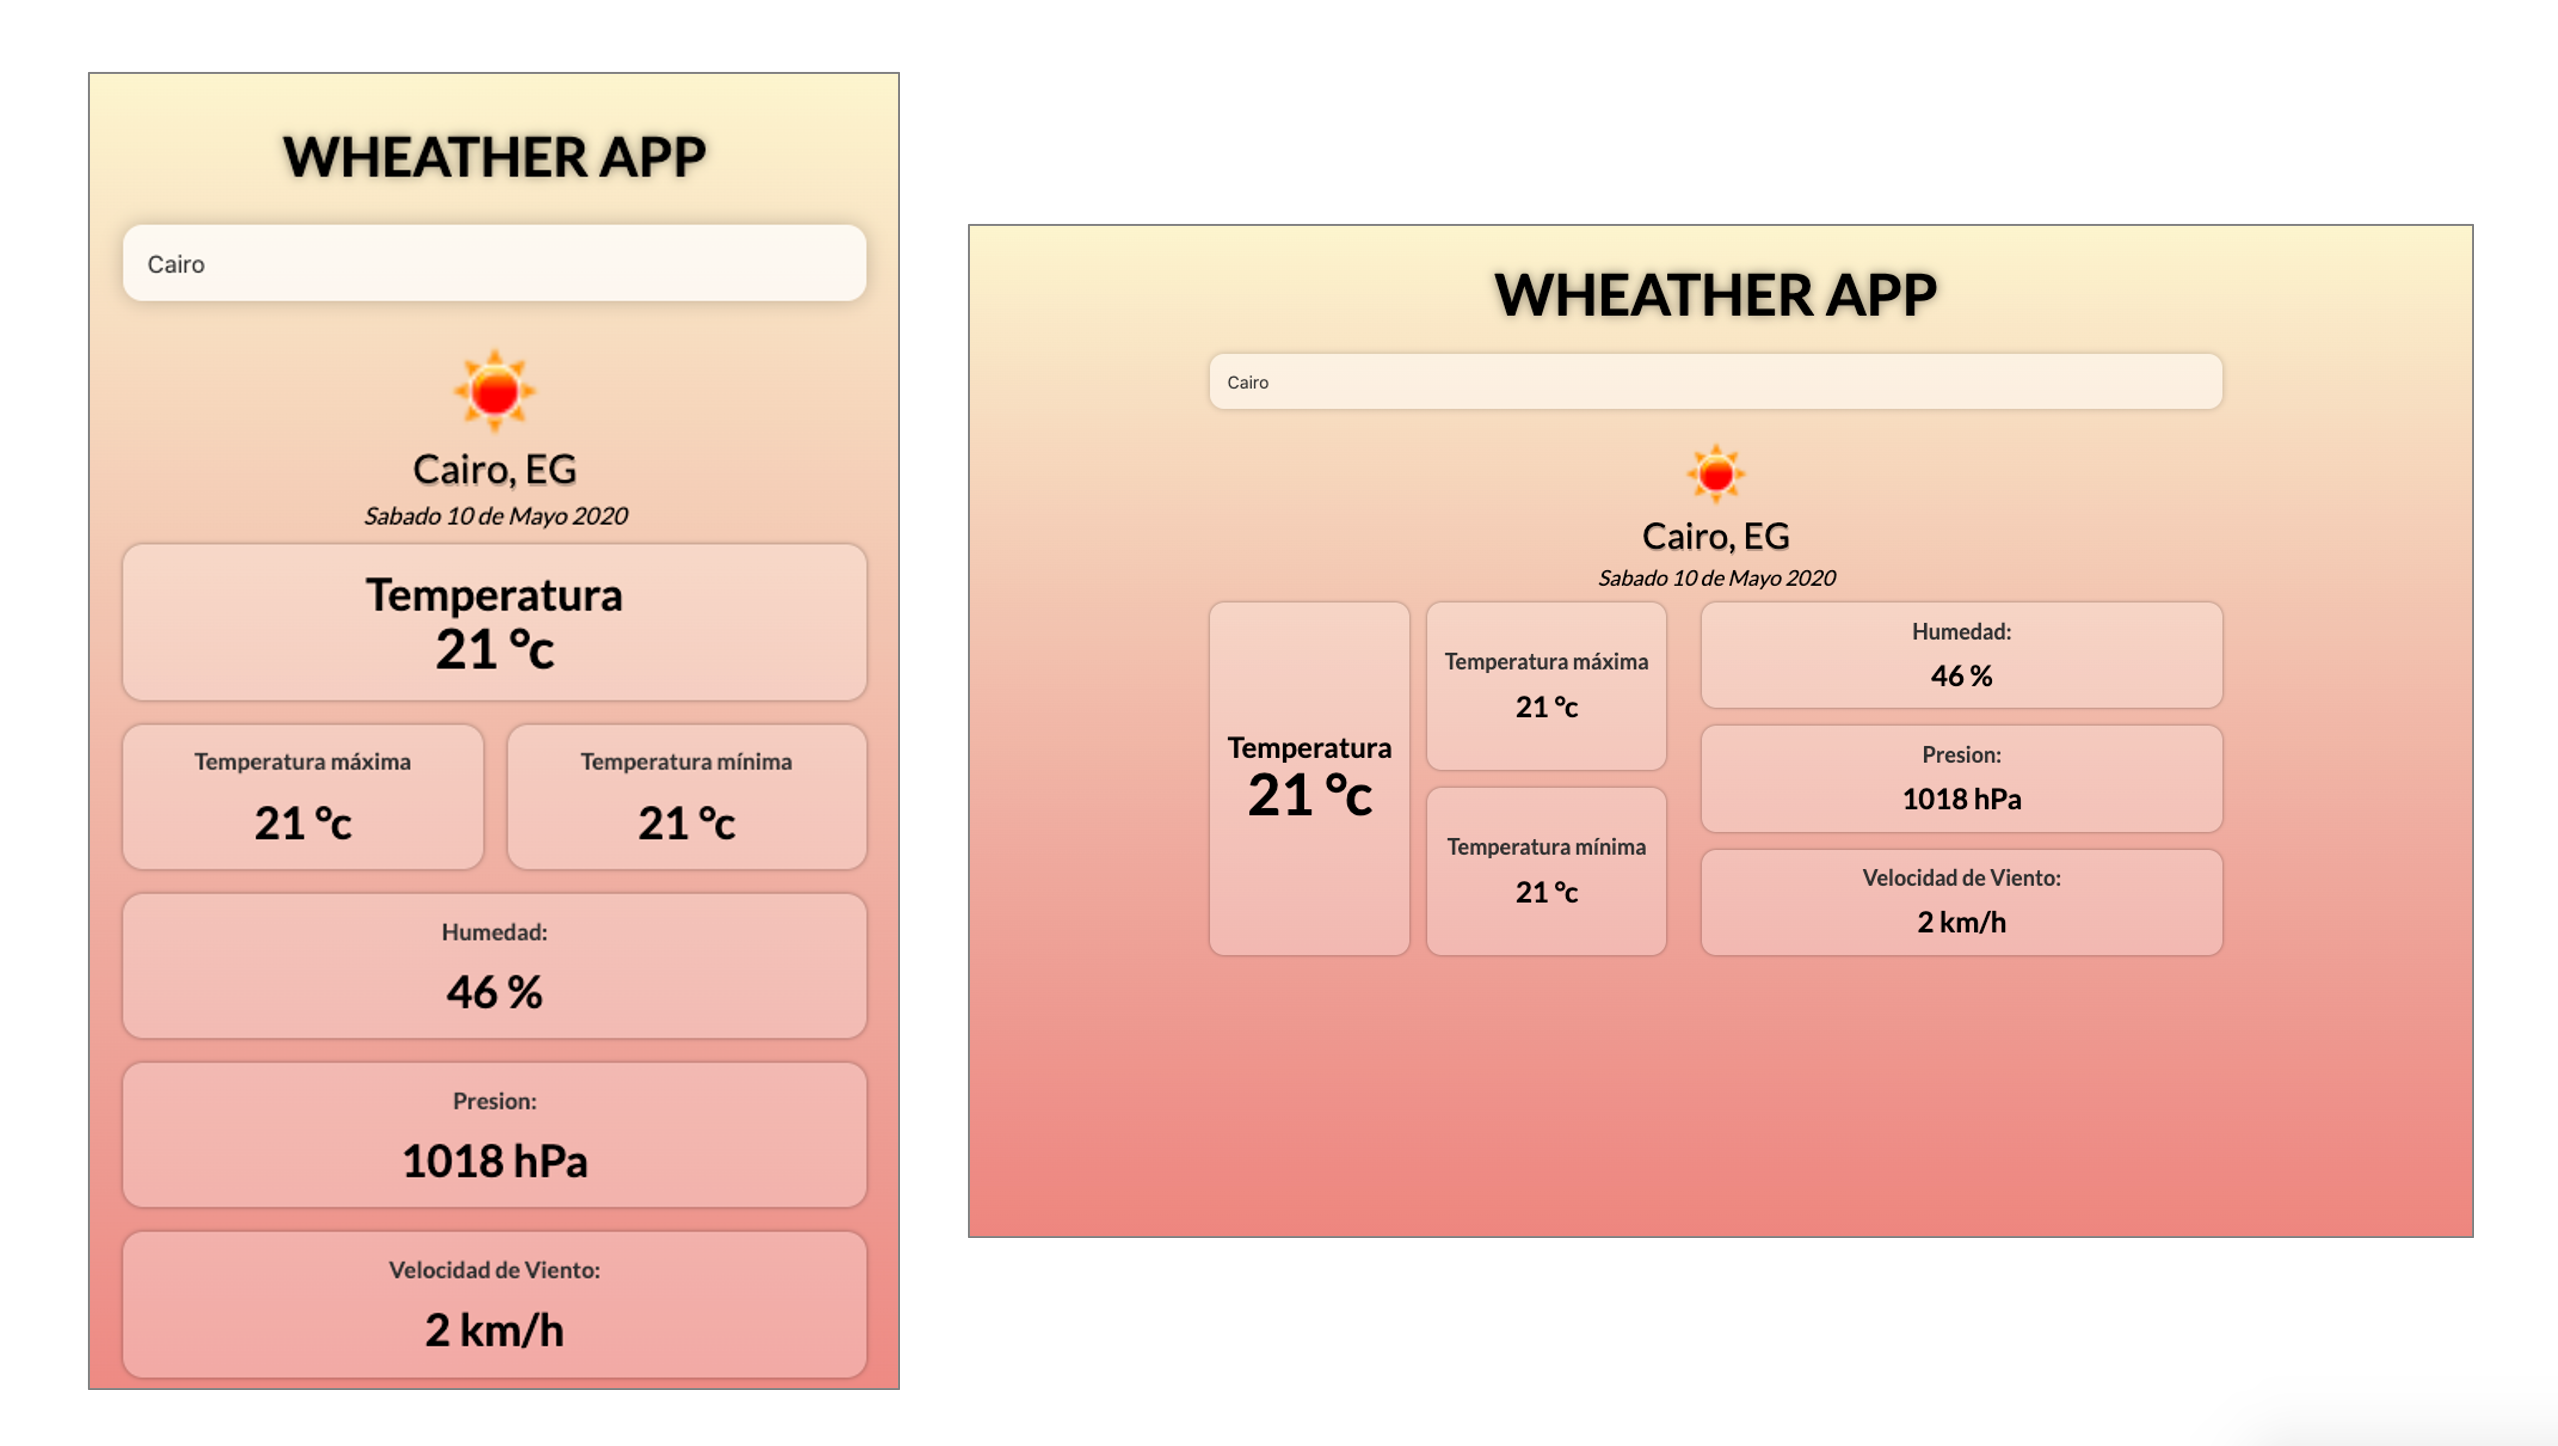 WHEATHER APP
Cairo
Cairo, EG
Sabado 10 de Mayo 2020
Temperatura
21 °c
Temperatura máxima
21 °c
Temperatura mínima
21 °c
Humedad:
46 %
Presion:
1018 hPa
Velocidad de Viento:
2 km/h
WHEATHER APP
Cairo
Cairo, EG
Sabado 10 de Mayo 2020
Temperatura
21 °c
Temperatura máxima
21 °c
Temperatura mínima
21 °c
Humedad:
46 %
Presion:
1018 hPa
Velocidad de Viento:
2 km/h